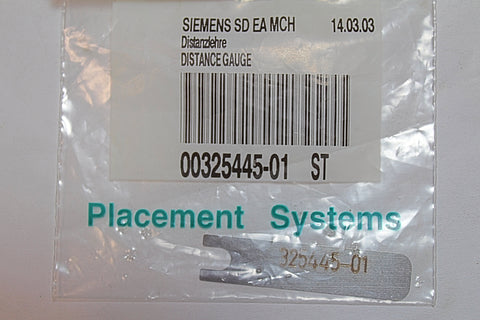 SIEMENS SD EA MCH 14.03.03
Distanzlehre
DISTANCE GAUGE
00325445-01 ST
Placement Systems
325445-01